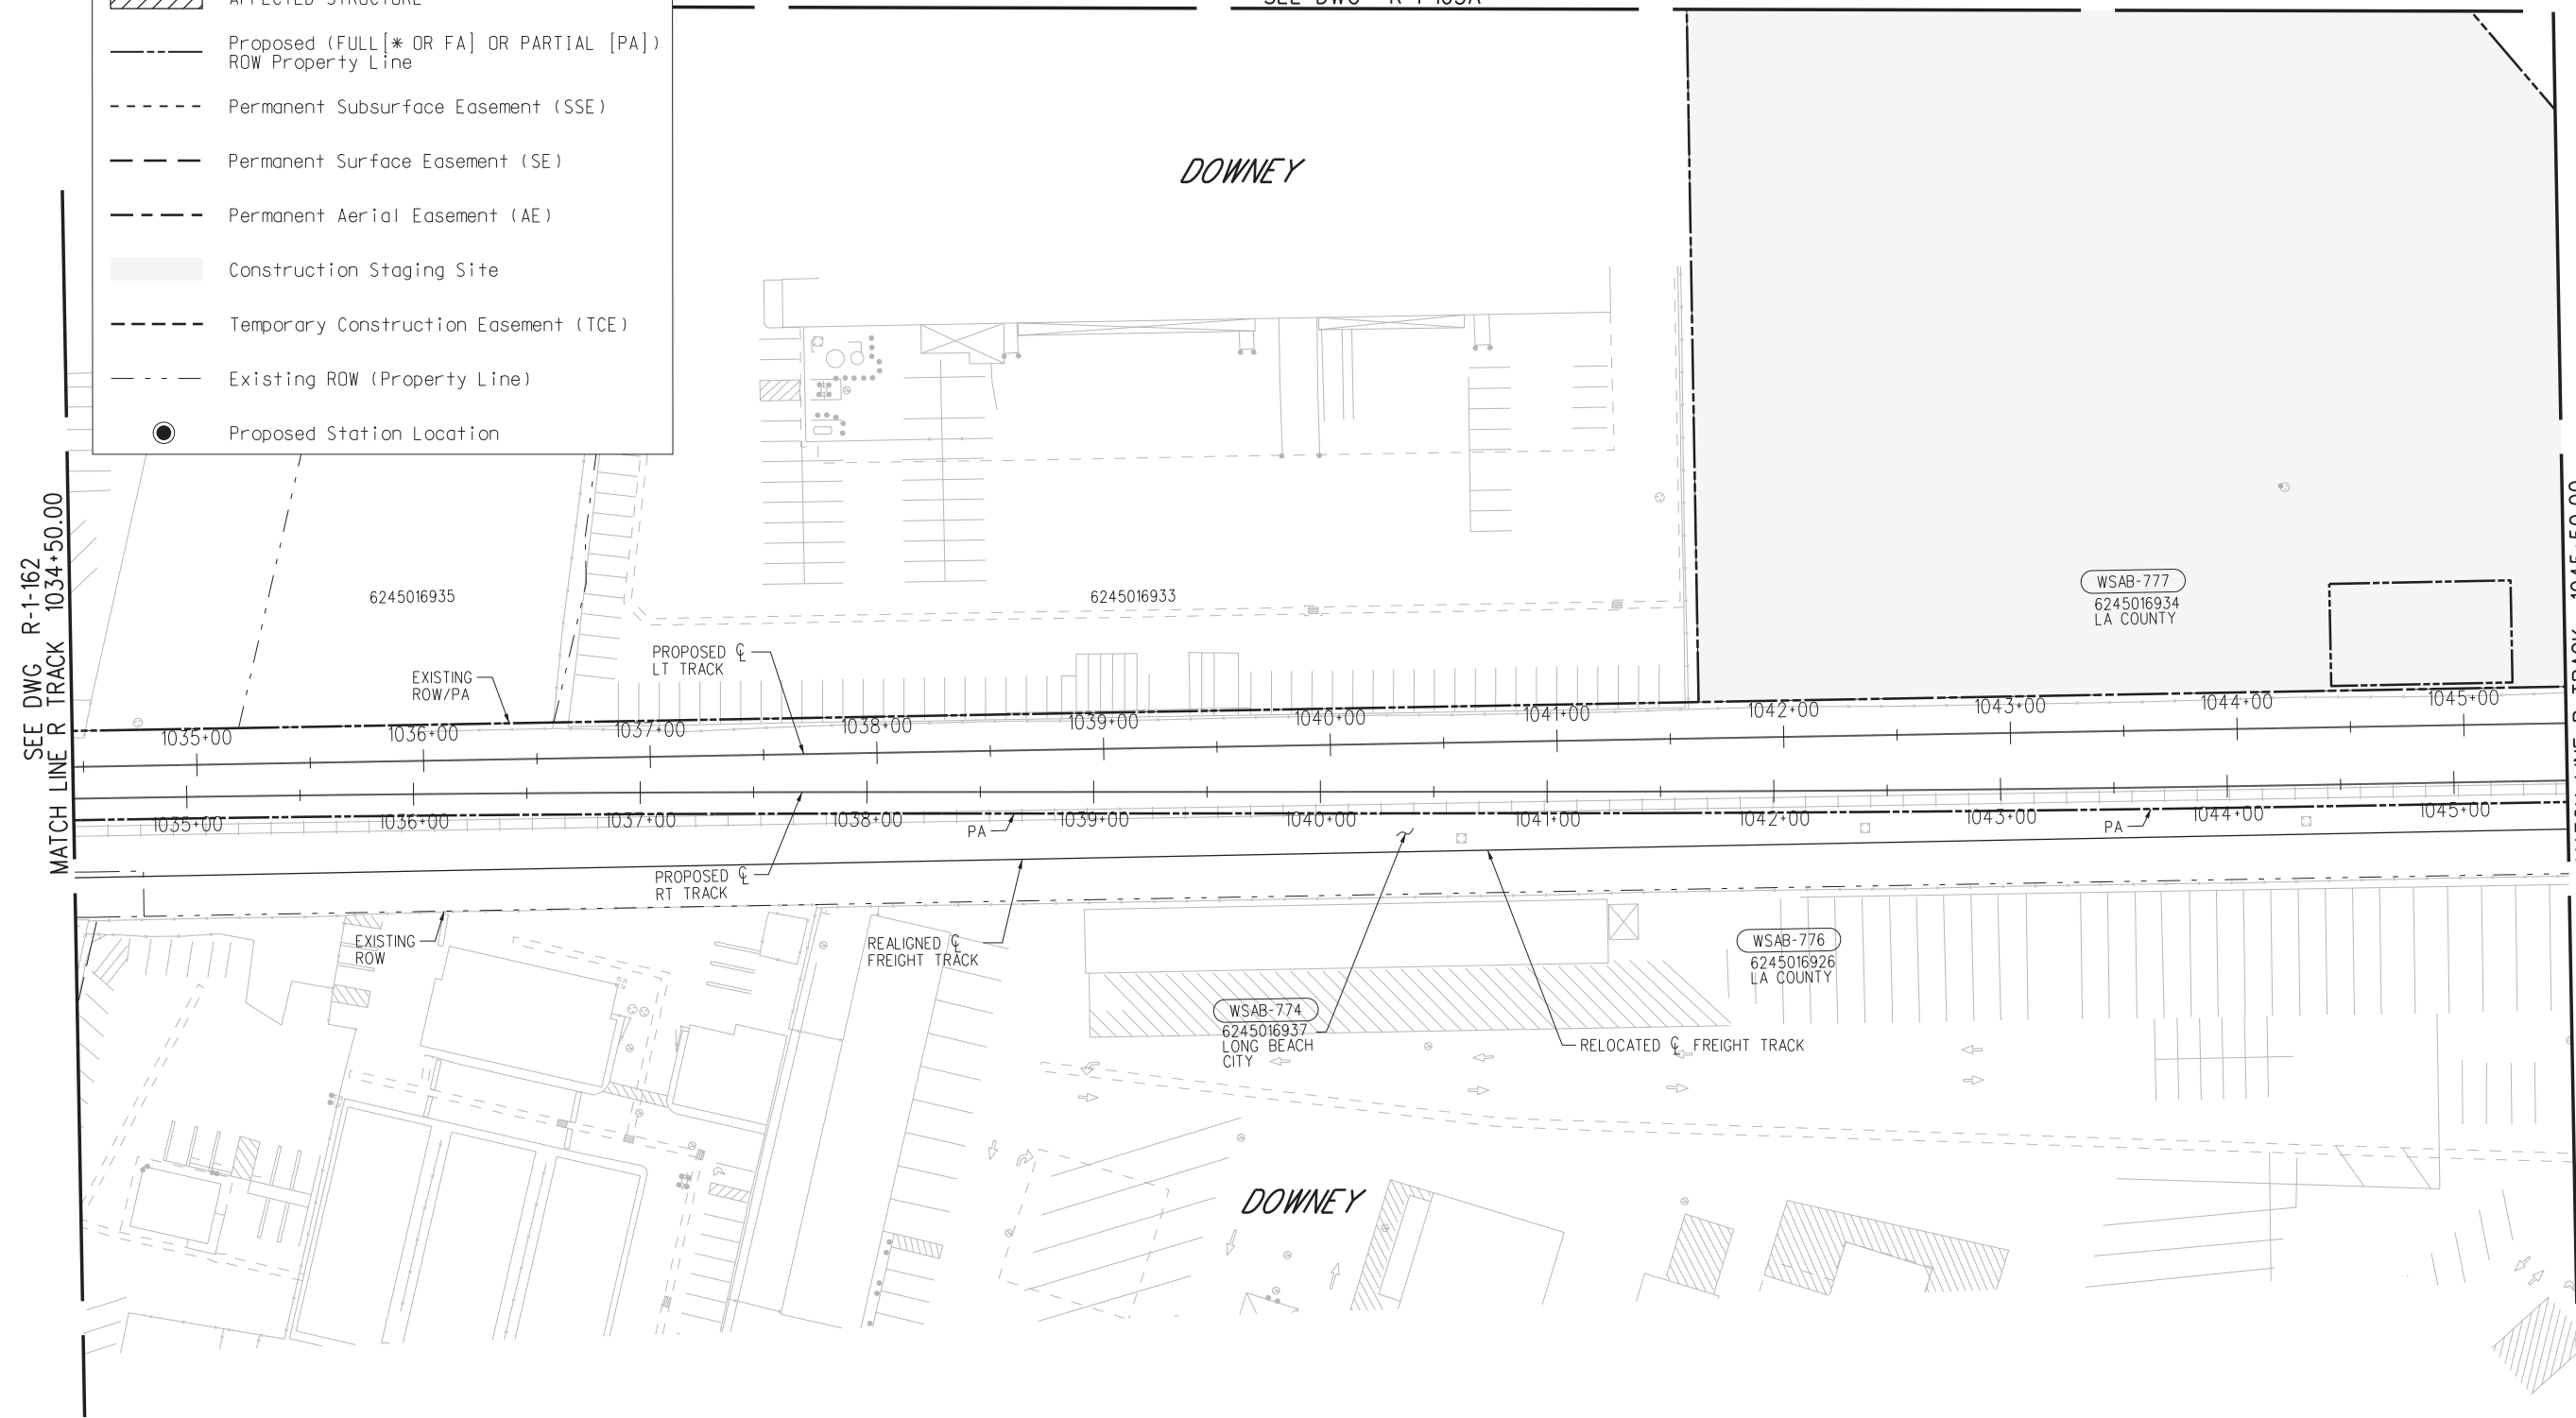 AFFECTED STRUCTURE
Proposed (FULL[* OR FA] OR PARTIAL [PA])
ROW Property Line
Permanent Subsurface Easement (SSE)
Permanent Surface Easement (SE)
Permanent Aerial Easement (AE)
Construction Staging Site
Temporary Construction Easement (TCE)
Existing ROW (Property Line)
Proposed Station Location
SEE DWG
DOWNEY
SEE DWG R-1-162
MATCH LINE R TRACK 1034+50.00
6245016935
6245016933
WSAB-777
6245016934
LA COUNTY
PROPOSED ℄
LT TRACK
EXISTING
ROW/PA
1035+00
1036+00
1037+00
1038+00
1039+00
1040+00
1041+00
1042+00
1043+00
1044+00
1045+00
1035+00
1036+00
1037+00
1038+00
1039+00
1040+00
1041+00
1042+00
1043+00
1044+00
1045+00
PA
PA
PROPOSED ℄
RT TRACK
EXISTING
ROW
REALIGNED ℄
FREIGHT TRACK
WSAB-776
6245016926
LA COUNTY
WSAB-774
6245016937
LONG BEACH
CITY
RELOCATED ℄ FREIGHT TRACK
DOWNEY